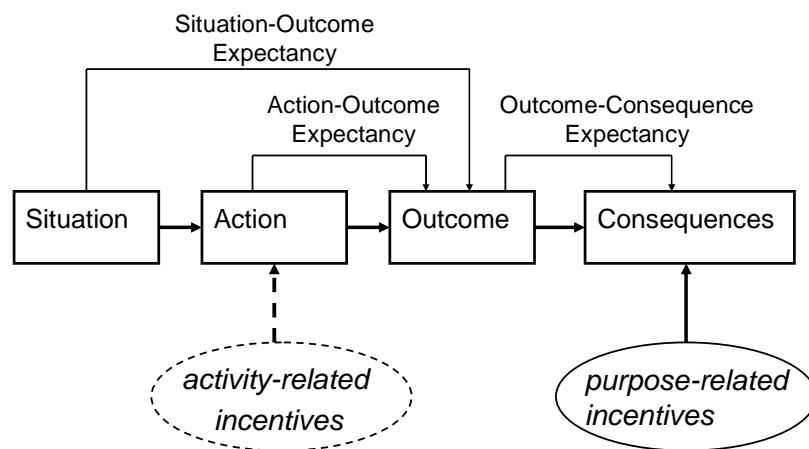 Situation-Outcome
Expectancy
Action-Outcome
Expectancy
Outcome-Consequence
Expectancy
Situation
Action
Outcome
Consequences
activity-related
incentives
purpose-related
incentives